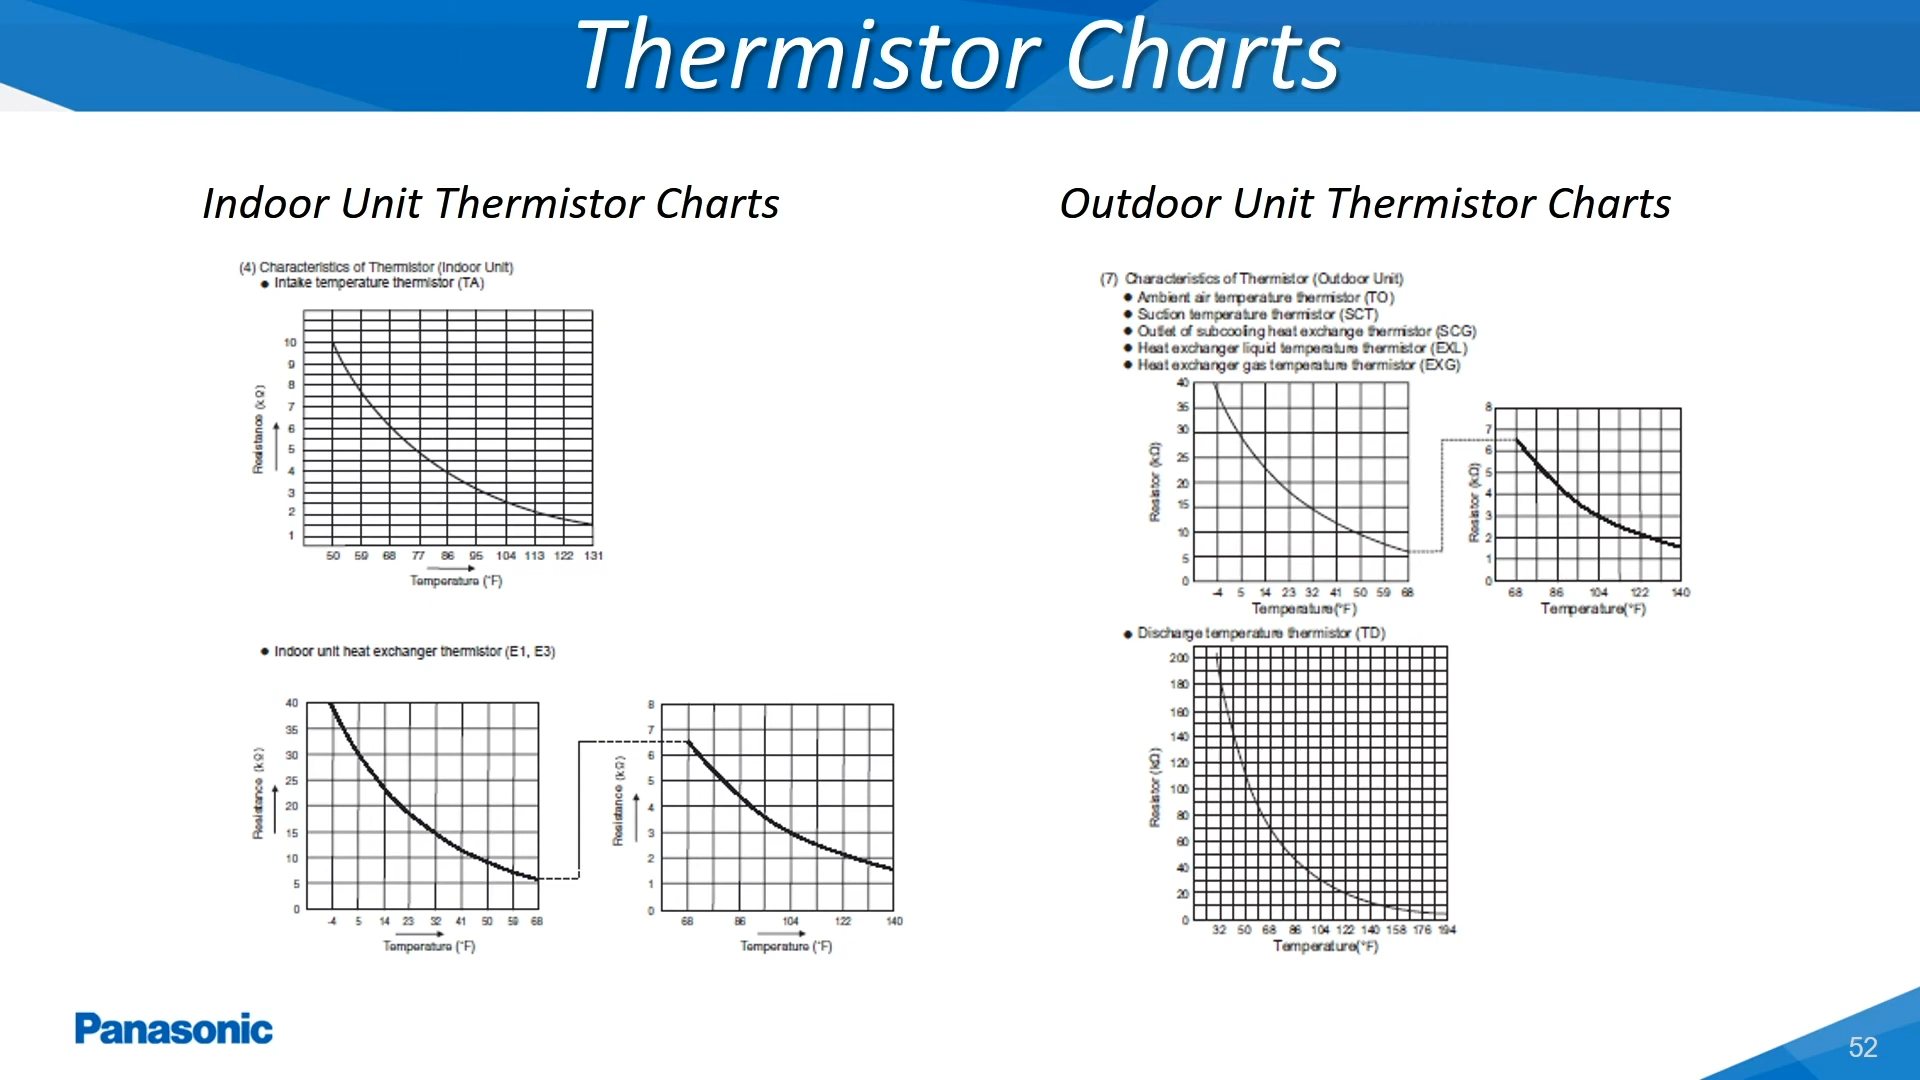 Thermistor Charts
Indoor Unit Thermistor Charts
(4) Characteristics of Thermistor (Indoor Unit)
● Intake temperature thermistor (TA)
10
9
8
7
6
5
4
3
2
1
Resistance (kΩ)
50 59 68 77 86 95 104 113 122 131
Temperature (°F)
● Indoor unit heat exchanger thermistor (E1, E3)
40
35
30
25
20
15
10
5
0
Resistance (kΩ)
-4 5 14 23 32 41 50 59 68
Temperature (°F)
8
7
6
5
4
3
2
1
0
Resistance (kΩ)
68 86 104 122 140
Temperature (°F)
Outdoor Unit Thermistor Charts
(7) Characteristics of Thermistor (Outdoor Unit)
● Ambient air temperature thermistor (TO)
● Suction temperature thermistor (SCT)
● Outlet of subcooling heat exchange thermistor (SCG)
● Heat exchanger liquid temperature thermistor (EXL)
● Heat exchanger gas temperature thermistor (EXG)
40
35
30
25
20
15
10
5
0
Resistor (kΩ)
-4 5 14 23 32 41 50 59 68
Temperature(°F)
8
7
6
5
4
3
2
1
0
Resistor (kΩ)
68 86 104 122 140
Temperature(°F)
● Discharge temperature thermistor (TD)
200
180
160
140
120
100
80
60
40
20
0
Resistor (kΩ)
32 50 68 86 104 122 140 158 176 194
Temperature(°F)
Panasonic
52